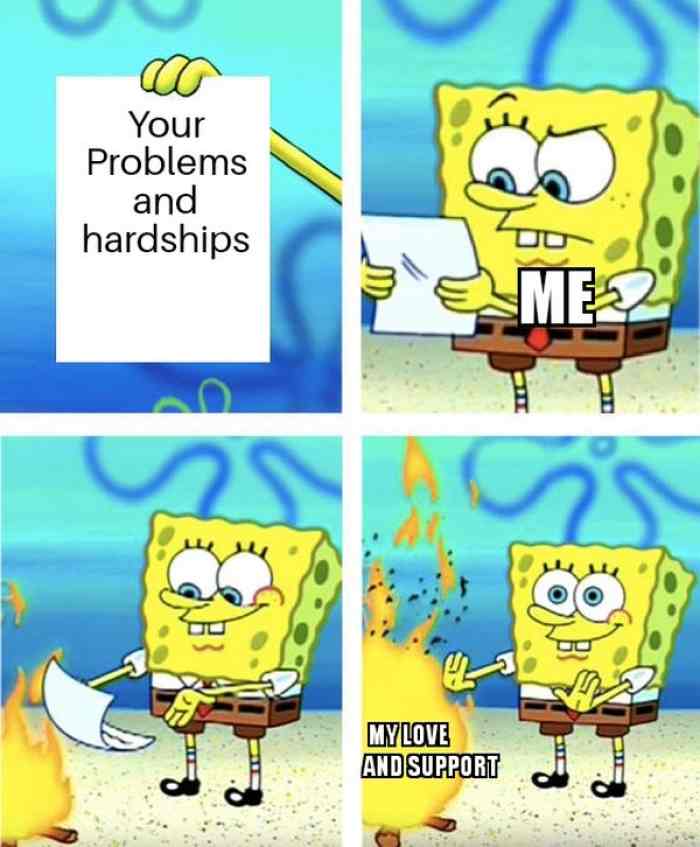 Your
Problems
and
hardships
ME
MY LOVE
AND SUPPORT